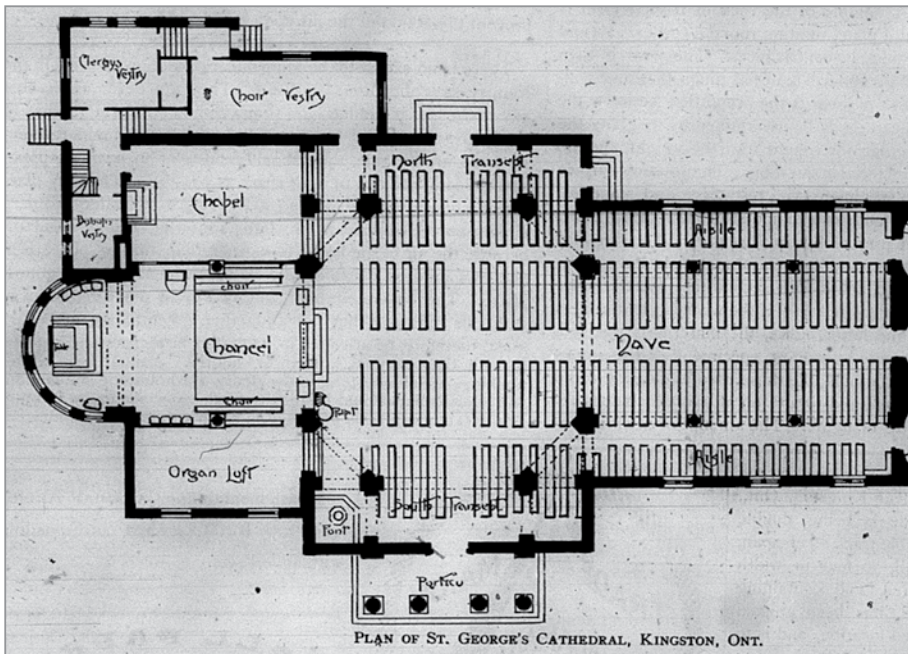 Clergy
Vestry
Choir Vestry
North Transept
Chapel
Vestry
Aisle
choir
Chancel
Nave
choir
Pulpt
Aisle
Organ Loft
South Transept
Font
Portico
PLAN OF ST. GEORGE'S CATHEDRAL, KINGSTON, ONT.